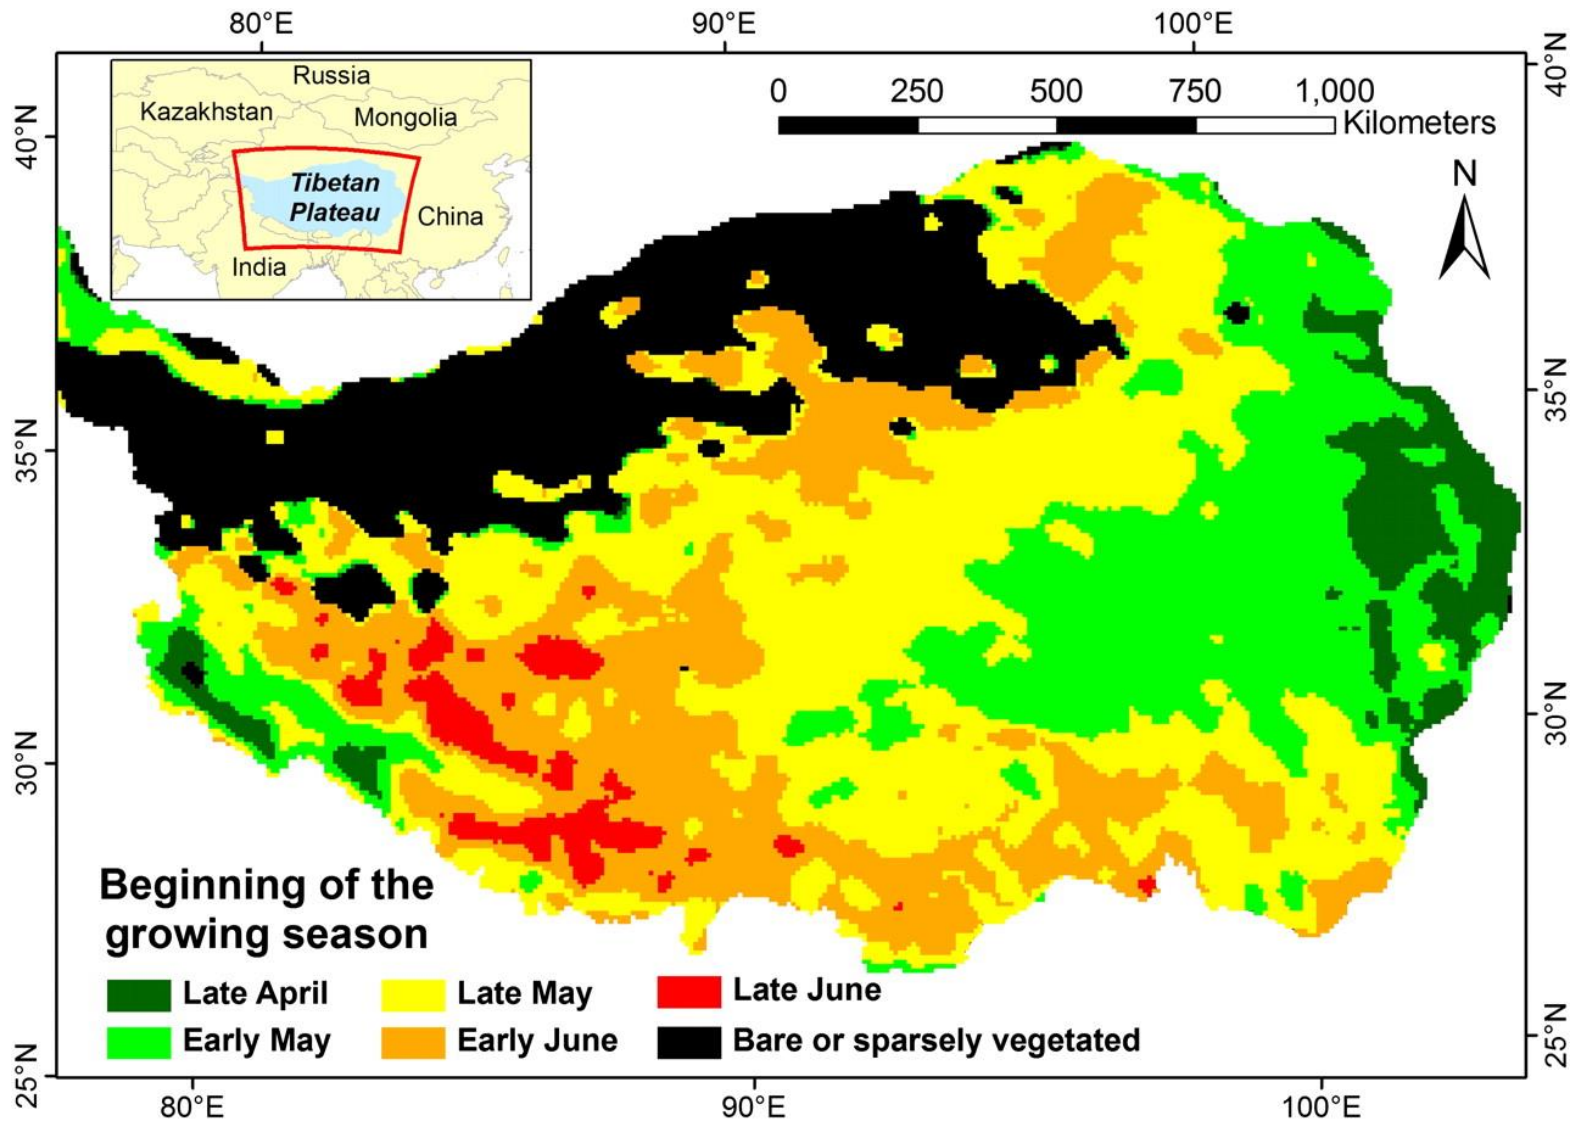 80°E 90°E 100°E
40°N
40°N
Russia
Kazakhstan
Mongolia
Tibetan
Plateau
China
India
0 250 500 750 1,000
Kilometers
N
35°N
35°N
30°N
30°N
25°N
25°N
Beginning of the
growing season
Late April Late May Late June
Early May Early June Bare or sparsely vegetated
80°E 90°E 100°E